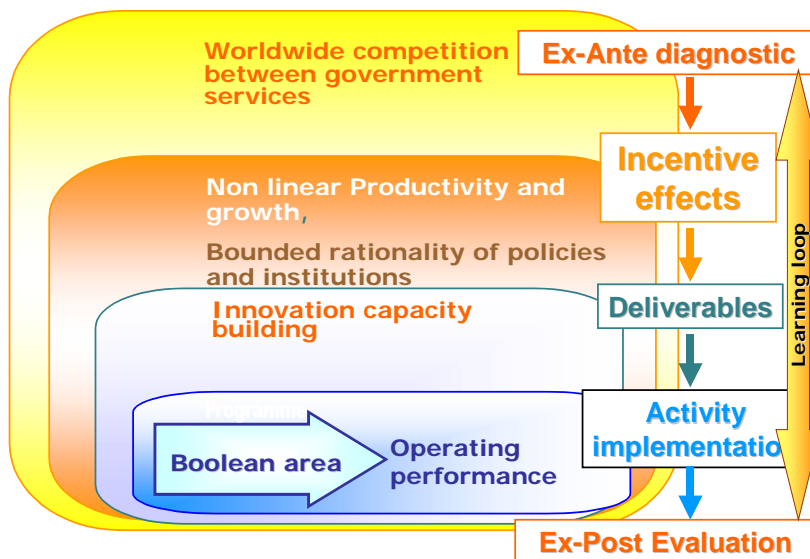 Worldwide competition
between government
services
Non linear Productivity and
growth,
Bounded rationality of policies
and institutions
Innovation capacity
building
Boolean area
Operating
performance
Ex-Ante diagnostic
Incentive
effects
Deliverables
Activity
implementatio
Ex-Post Evaluation
Learning loop